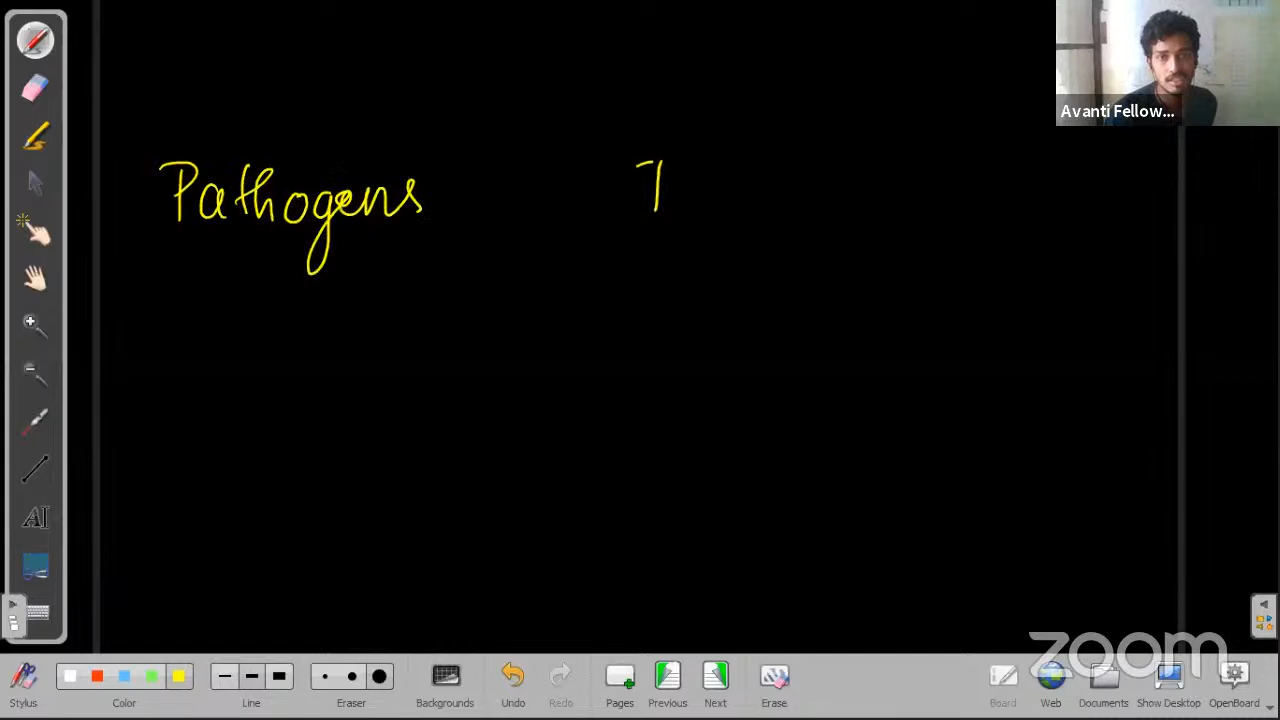 Avanti Fellow...
Pathogens
AI
zoom
Stylus
Color
Line
Eraser
Backgrounds
Undo
Redo
Pages
Previous
Next
Erase
Board
Web
Documents
Show Desktop
OpenBoard